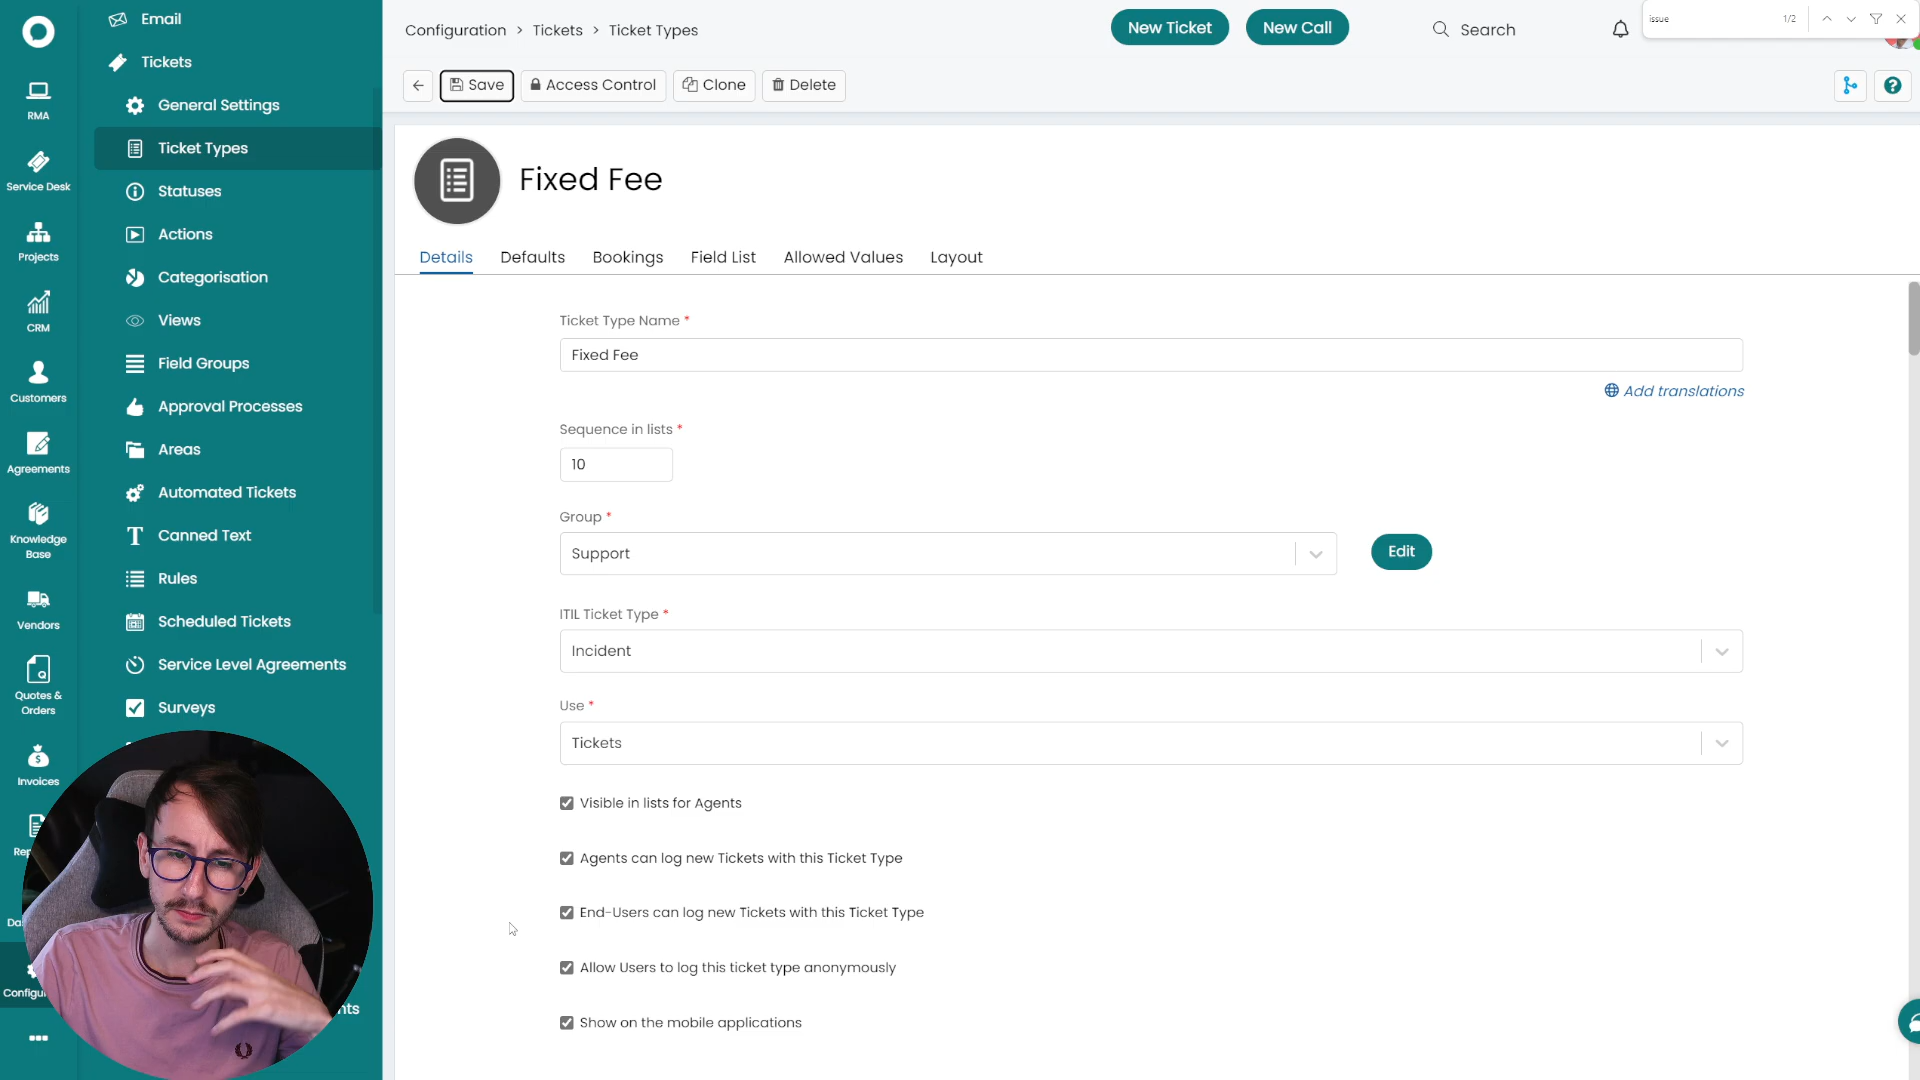 Email
Tickets
General Settings
Ticket Types
Statuses
Actions
Categorisation
Views
Field Groups
Approval Processes
Areas
Automated Tickets
Canned Text
Rules
Scheduled Tickets
Service Level Agreements
Surveys
RMA
Service Desk
Projects
CRM
Customers
Agreements
Knowledge
Base
Vendors
Quotes &
Orders
Invoices
Configuration > Tickets > Ticket Types
New Ticket
New Call
Search
issue
1/2
Save
Access Control
Clone
Delete
Fixed Fee
Details
Defaults
Bookings
Field List
Allowed Values
Layout
Ticket Type Name *
Fixed Fee
Add translations
Sequence in lists *
10
Group *
Support
Edit
ITIL Ticket Type *
Incident
Use *
Tickets
Visible in lists for Agents
Agents can log new Tickets with this Ticket Type
End-Users can log new Tickets with this Ticket Type
Allow Users to log this ticket type anonymously
Show on the mobile applications